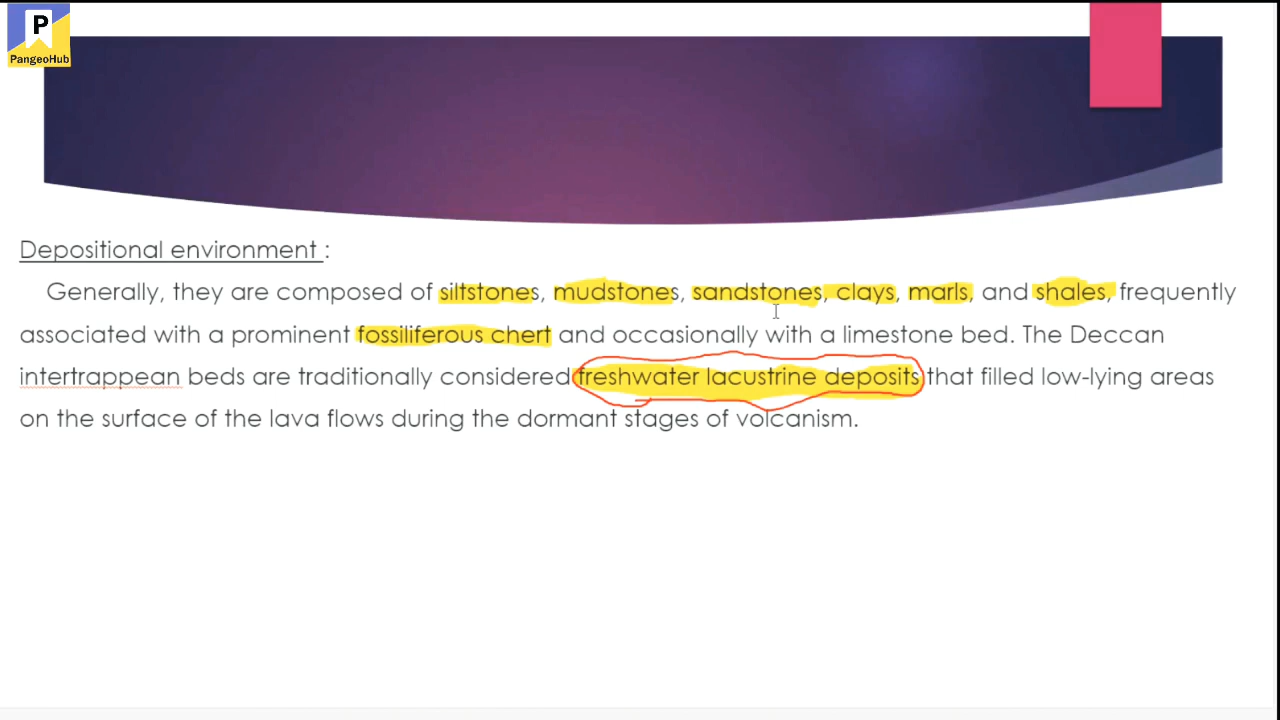 P
PangeoHub
Depositional environment :
Generally, they are composed of siltstones, mudstones, sandstones, clays, marls, and shales, frequently
associated with a prominent fossiliferous chert and occasionally with a limestone bed. The Deccan
intertrappean beds are traditionally considered freshwater lacustrine deposits that filled low-lying areas
on the surface of the lava flows during the dormant stages of volcanism.